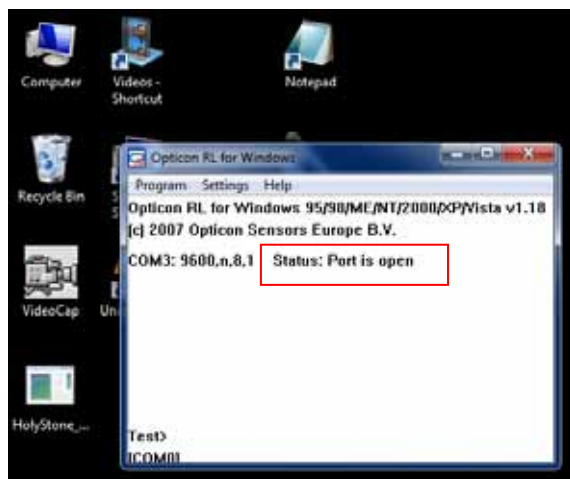 Computer
Videos -
Shortcut
Notepad
Recycle Bin
VideoCap
Un
HolyStone_...
Opticon RL for Windows
Program Settings Help
Opticon RL for Windows 95/98/ME/NT/2000/XP/Vista v1.18
(c) 2007 Opticon Sensors Europe B.V.
COM3: 9600,n,8,1 Status: Port is open
Test>
[COM0]